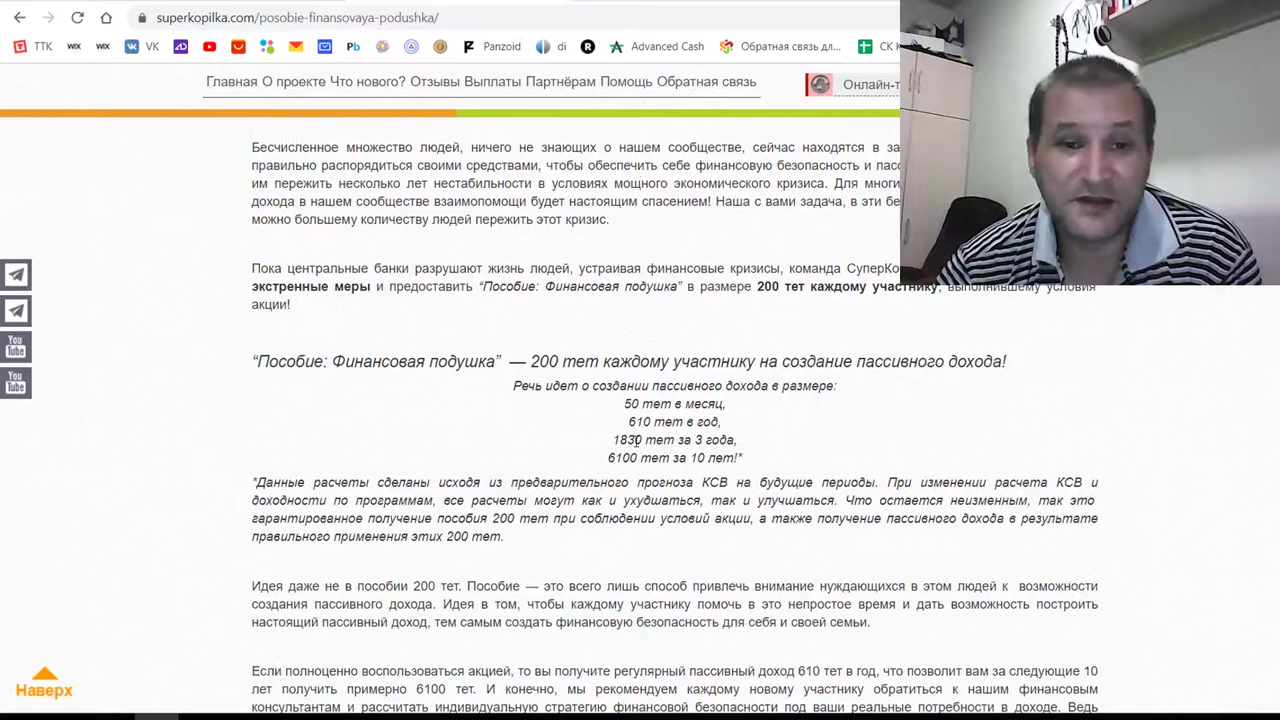 superkopilka.com/posobie-finansovaya-podushka/
ТТК WIX WIX VK Pb Panzoid di Advanced Cash Обратная связь дл... СК К
Главная О проекте Что нового? Отзывы Выплаты Партнёрам Помощь Обратная связь
Онлайн-т
Бесчисленное множество людей, ничего не знающих о нашем сообществе, сейчас находятся в за
правильно распорядиться своими средствами, чтобы обеспечить себе финансовую безопасность и пасс
им пережить несколько лет нестабильности в условиях мощного экономического кризиса. Для многи
дохода в нашем сообществе взаимопомощи будет настоящим спасением! Наша с вами задача, в эти бе
можно большему количеству людей пережить этот кризис.
Пока центральные банки разрушают жизнь людей, устраивая финансовые кризисы, команда СуперКо
экстренные меры и предоставить “Пособие: Финансовая подушка” в размере 200 тет каждому участнику, выполнившему условия
акции!
“Пособие: Финансовая подушка” — 200 тет каждому участнику на создание пассивного дохода!
Речь идет о создании пассивного дохода в размере:
50 тет в месяц,
610 тет в год,
1830 тет за 3 года,
6100 тет за 10 лет!*
*Данные расчеты сделаны исходя из предварительного прогноза КСВ на будущие периоды. При изменении расчета КСВ и
доходности по программам, все расчеты могут как и ухудшаться, так и улучшаться. Что остается неизменным, так это
гарантированное получение пособия 200 тет при соблюдении условий акции, а также получение пассивного дохода в результате
правильного применения этих 200 тет.
Идея даже не в пособии 200 тет. Пособие — это всего лишь способ привлечь внимание нуждающихся в этом людей к возможности
создания пассивного дохода. Идея в том, чтобы каждому участнику помочь в это непростое время и дать возможность построить
настоящий пассивный доход, тем самым создать финансовую безопасность для себя и своей семьи.
Если полноценно воспользоваться акцией, то вы получите регулярный пассивный доход 610 тет в год, что позволит вам за следующие 10
лет получить примерно 6100 тет. И конечно, мы рекомендуем каждому новому участнику обратиться к нашим финансовым
консультантам и рассчитать индивидуальную стратегию финансовой безопасности под ваши реальные потребности в доходе. Ведь
You
Tube
You
Tube
Наверх